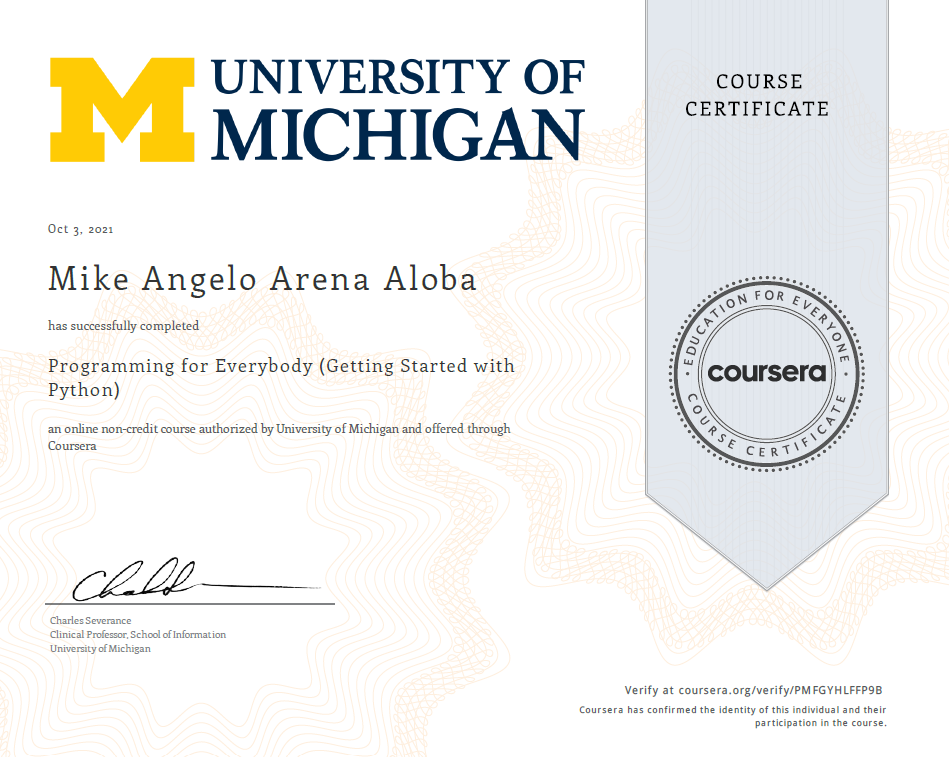 UNIVERSITY OF
MICHIGAN
COURSE
CERTIFICATE
Oct 3, 2021
Mike Angelo Arena Aloba
has successfully completed
Programming for Everybody (Getting Started with
Python)
an online non-credit course authorized by University of Michigan and offered through
Coursera
EDUCATION FOR EVERYONE
coursera
COURSE CERTIFICATE
Charles Severance
Clinical Professor, School of Information
University of Michigan
Verify at coursera.org/verify/PMFGYHLFFP9B
Coursera has confirmed the identity of this individual and their
participation in the course.